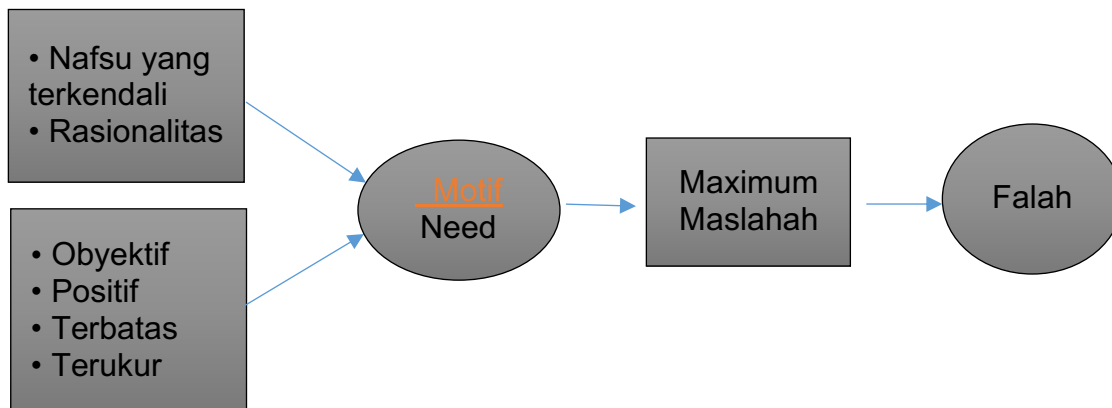 • Nafsu yang
terkendali
• Rasionalitas
• Obyektif
• Positif
• Terbatas
• Terukur
Motif
Need
Maximum
Maslahah
Falah